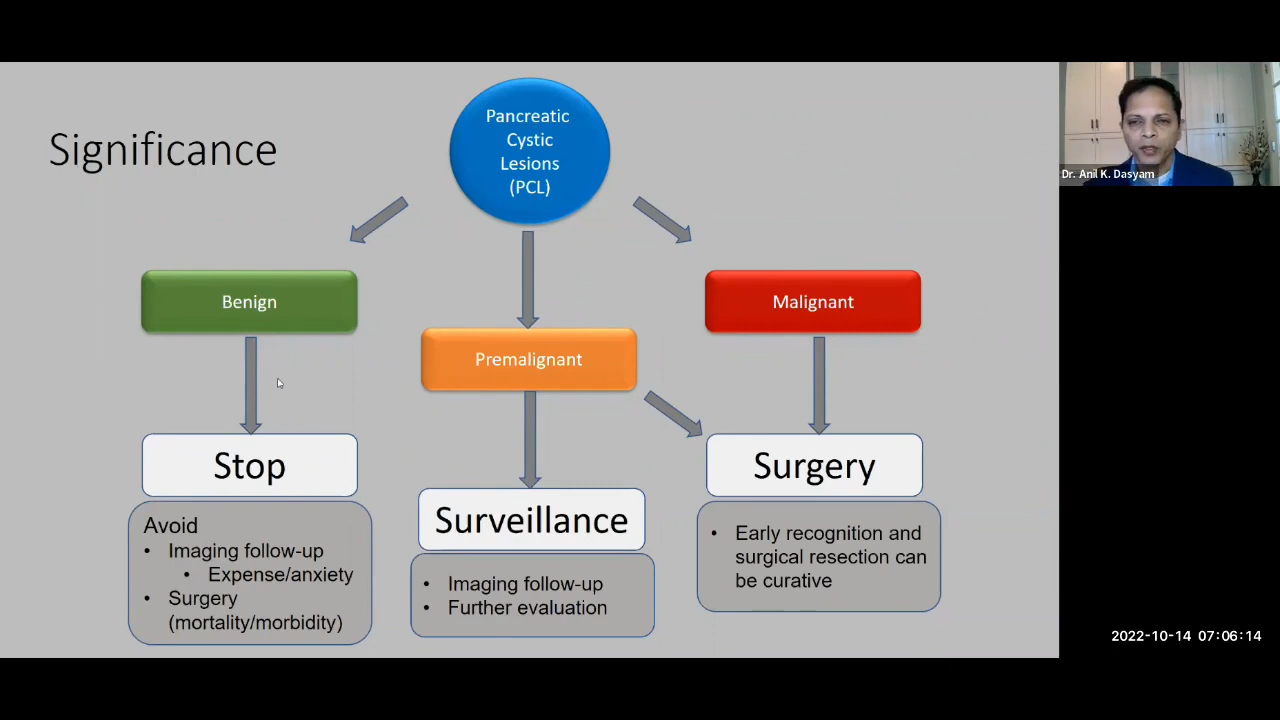 Significance
Pancreatic
Cystic
Lesions
(PCL)
Benign
Premalignant
Malignant
Stop
Avoid
• Imaging follow-up
• Expense/anxiety
• Surgery
(mortality/morbidity)
Surveillance
• Imaging follow-up
• Further evaluation
Surgery
• Early recognition and
surgical resection can
be curative
Dr. Anil K. Dasyam
2022-10-14 07:06:14